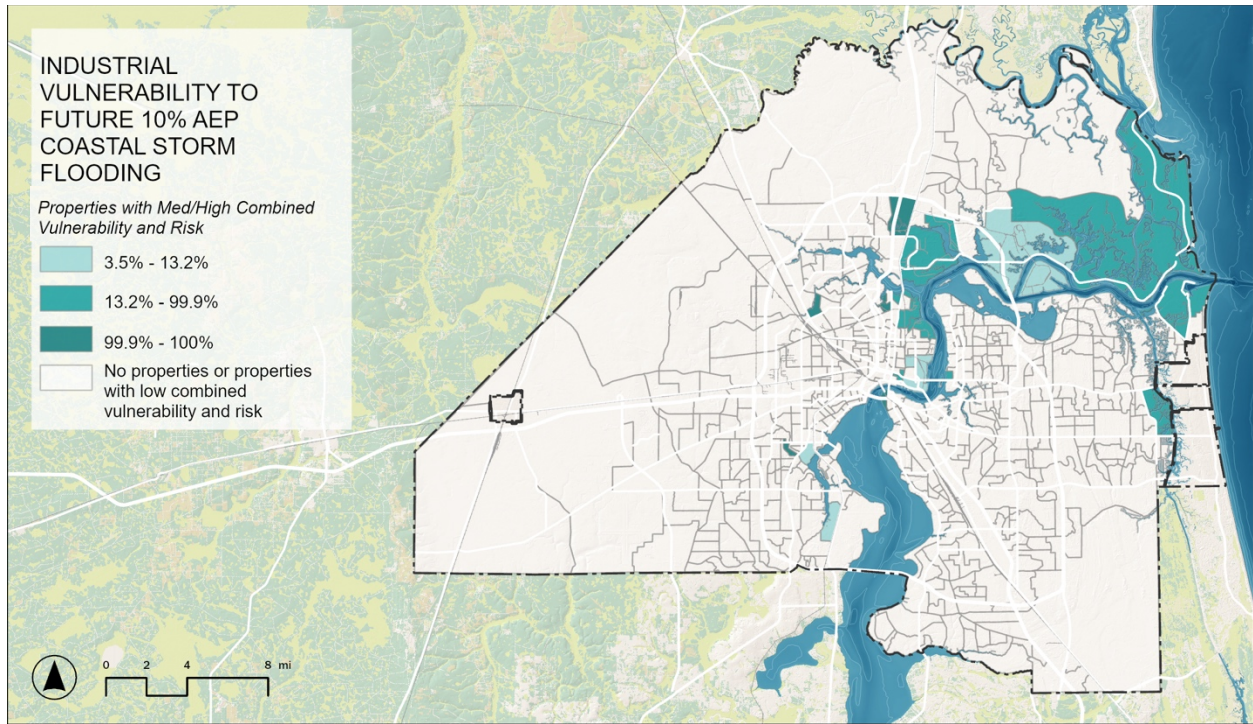 INDUSTRIAL
VULNERABILITY TO
FUTURE 10% AEP
COASTAL STORM
FLOODING
Properties with Med/High Combined
Vulnerability and Risk
3.5% - 13.2%
13.2% - 99.9%
99.9% - 100%
No properties or properties
with low combined
vulnerability and risk
0 2 4 8 mi